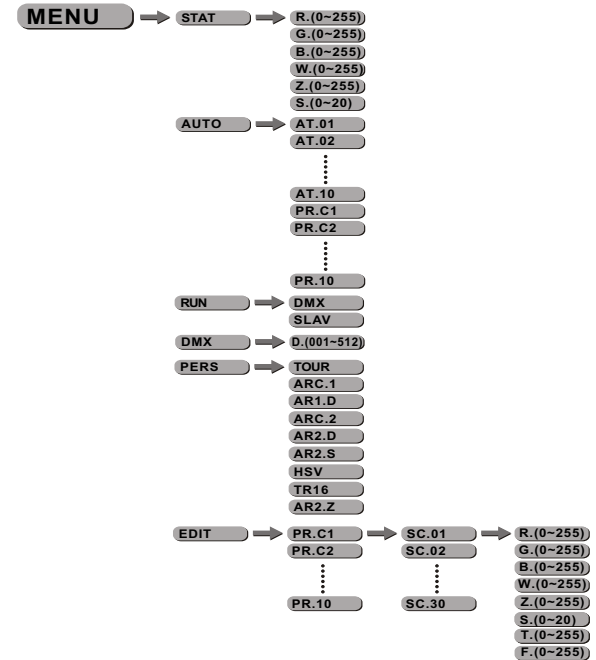 MENU STAT R.(0~255)
G.(0~255)
B.(0~255)
W.(0~255)
Z.(0~255)
S.(0~20)
AUTO AT.01
AT.02
AT.10
PR.C1
PR.C2
PR.10
RUN DMX
SLAV
DMX D.(001~512)
PERS TOUR
ARC.1
AR1.D
ARC.2
AR2.D
AR2.S
HSV
TR16
AR2.Z
EDIT PR.C1 SC.01 R.(0~255)
PR.C2 SC.02 G.(0~255)
B.(0~255)
W.(0~255)
PR.10 SC.30 Z.(0~255)
S.(0~20)
T.(0~255)
F.(0~255)